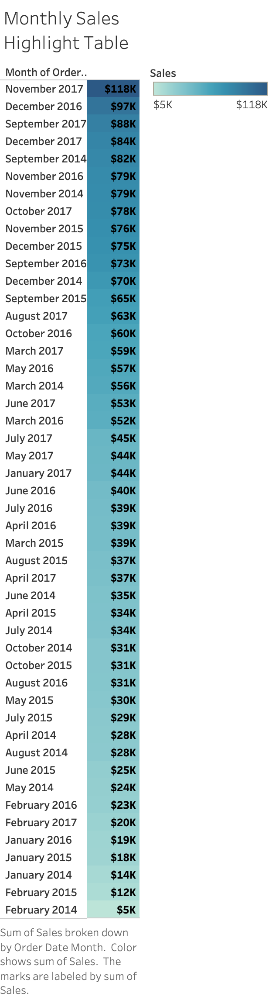 Monthly Sales
Highlight Table
Month of Order..
Sales
$5K $118K
November 2017 $118K
December 2016 $97K
September 2017 $88K
December 2017 $84K
September 2014 $82K
November 2016 $79K
November 2014 $79K
October 2017 $78K
November 2015 $76K
December 2015 $75K
September 2016 $73K
December 2014 $70K
September 2015 $65K
August 2017 $63K
October 2016 $60K
March 2017 $59K
May 2016 $57K
March 2014 $56K
June 2017 $53K
March 2016 $52K
July 2017 $45K
May 2017 $44K
January 2017 $44K
June 2016 $40K
July 2016 $39K
April 2016 $39K
March 2015 $39K
August 2015 $37K
April 2017 $37K
June 2014 $35K
April 2015 $34K
July 2014 $34K
October 2014 $31K
October 2015 $31K
August 2016 $31K
May 2015 $30K
July 2015 $29K
April 2014 $28K
August 2014 $28K
June 2015 $25K
May 2014 $24K
February 2016 $23K
February 2017 $20K
January 2016 $19K
January 2015 $18K
January 2014 $14K
February 2015 $12K
February 2014 $5K
Sum of Sales broken down
by Order Date Month.  Color
shows sum of Sales.  The
marks are labeled by sum of
Sales.